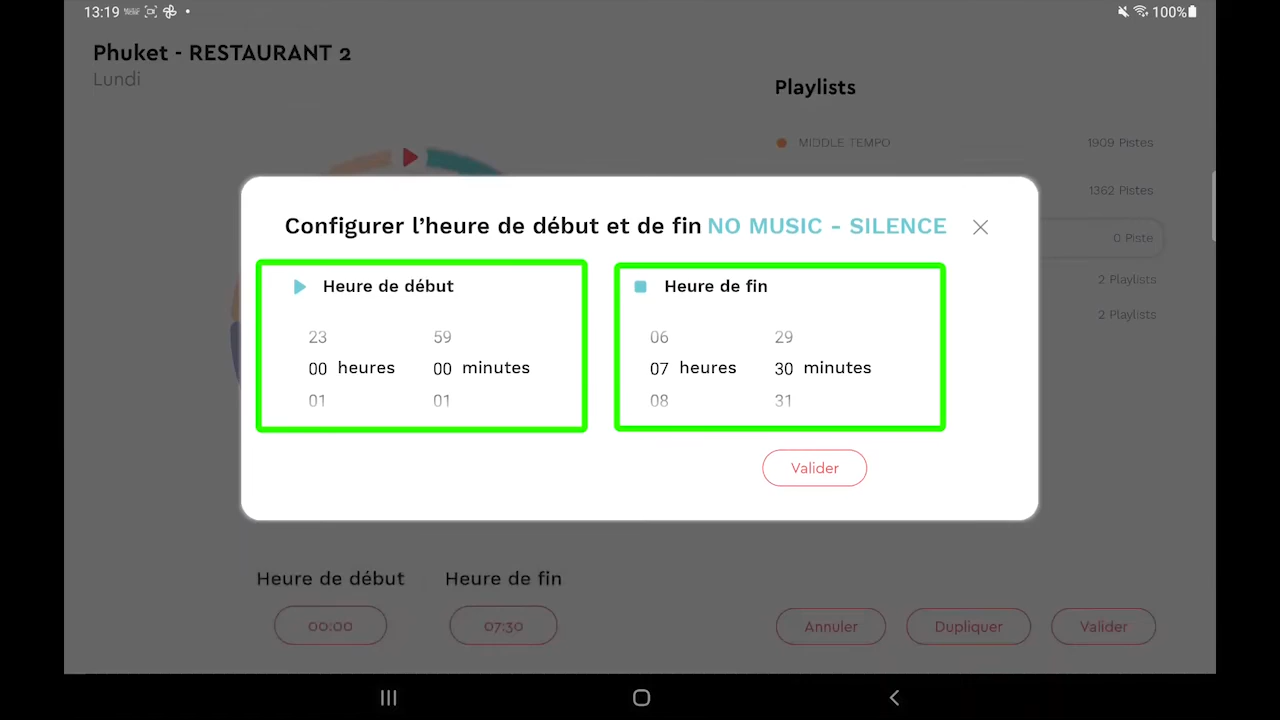 13:19
100%
Phuket - RESTAURANT 2
Lundi
Playlists
MIDDLE TEMPO 1909 Pistes
1362 Pistes
Configurer l'heure de début et de fin NO MUSIC - SILENCE
0 Piste
Heure de début
Heure de fin
2 Playlists
2 Playlists
23 59
00 heures 00 minutes
01 01
06 29
07 heures 30 minutes
08 31
Valider
Heure de début Heure de fin
00:00 07:30
Annuler Dupliquer Valider